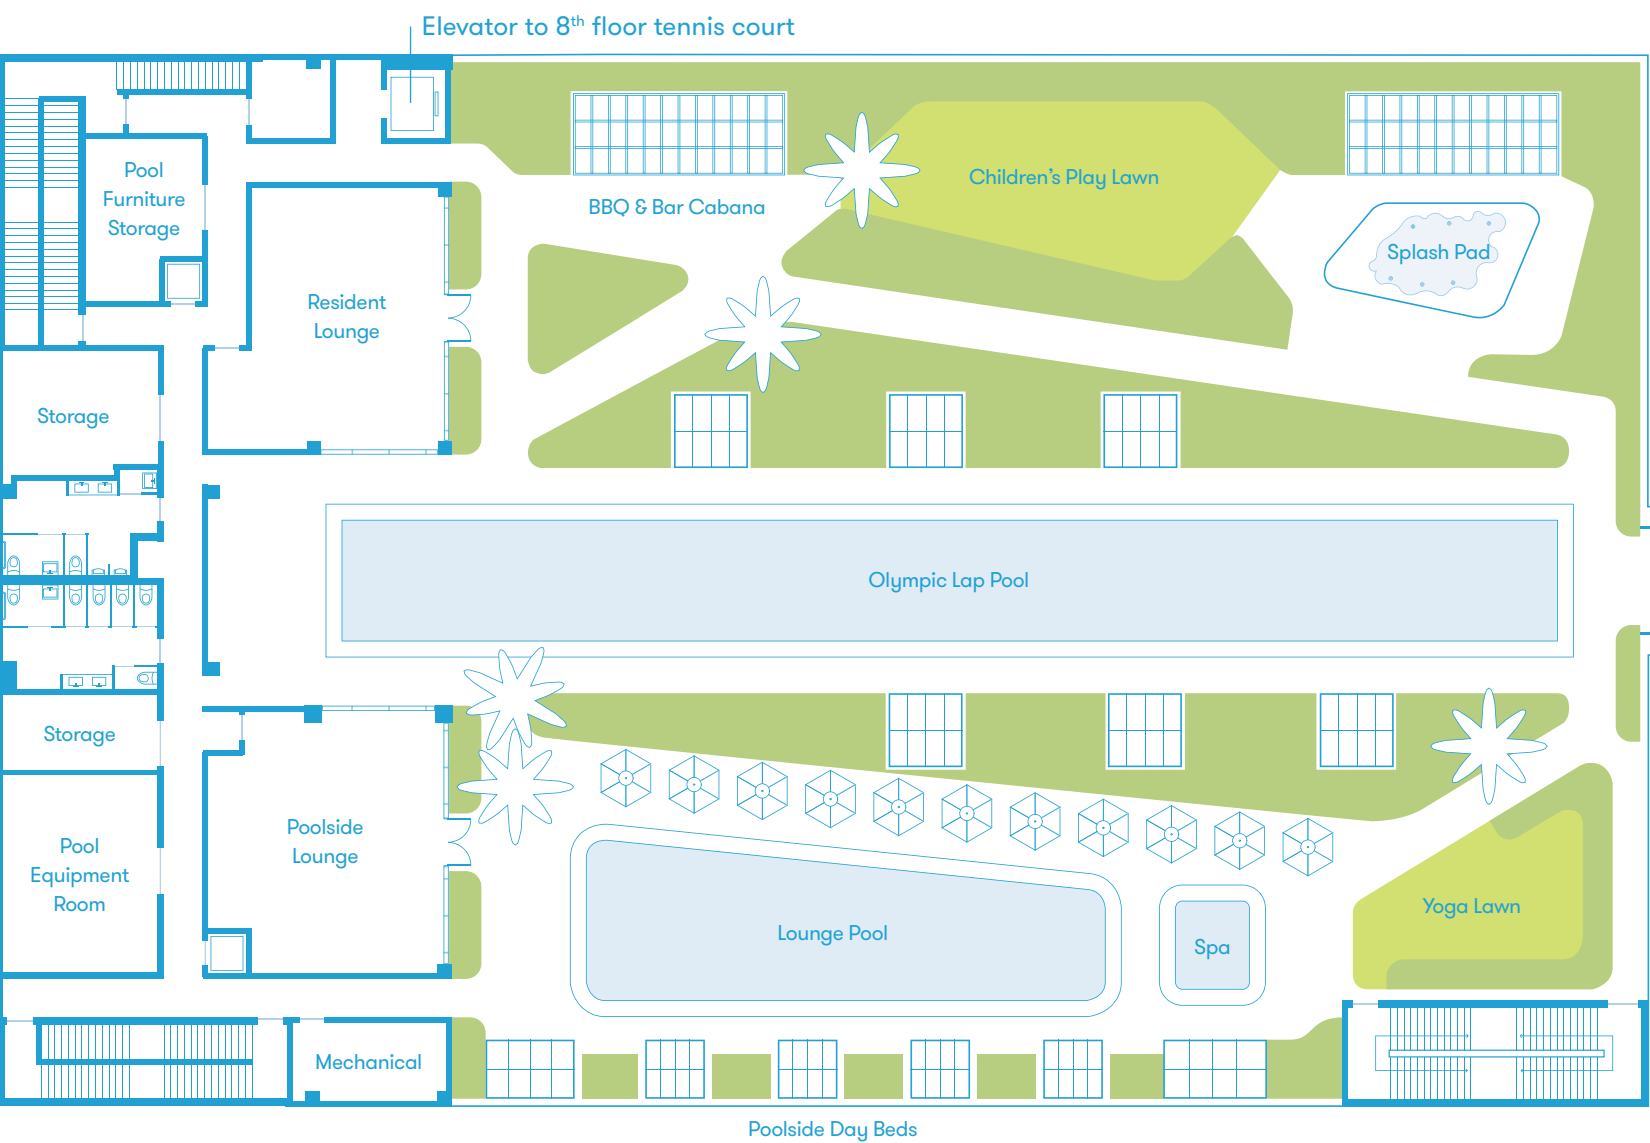 Elevator to 8th floor tennis court
Pool
Furniture
Storage
BBQ & Bar Cabana
Children's Play Lawn
Splash Pad
Resident
Lounge
Storage
Olympic Lap Pool
Storage
Poolside
Lounge
Pool
Equipment
Room
Lounge Pool
Spa
Yoga Lawn
Mechanical
Poolside Day Beds